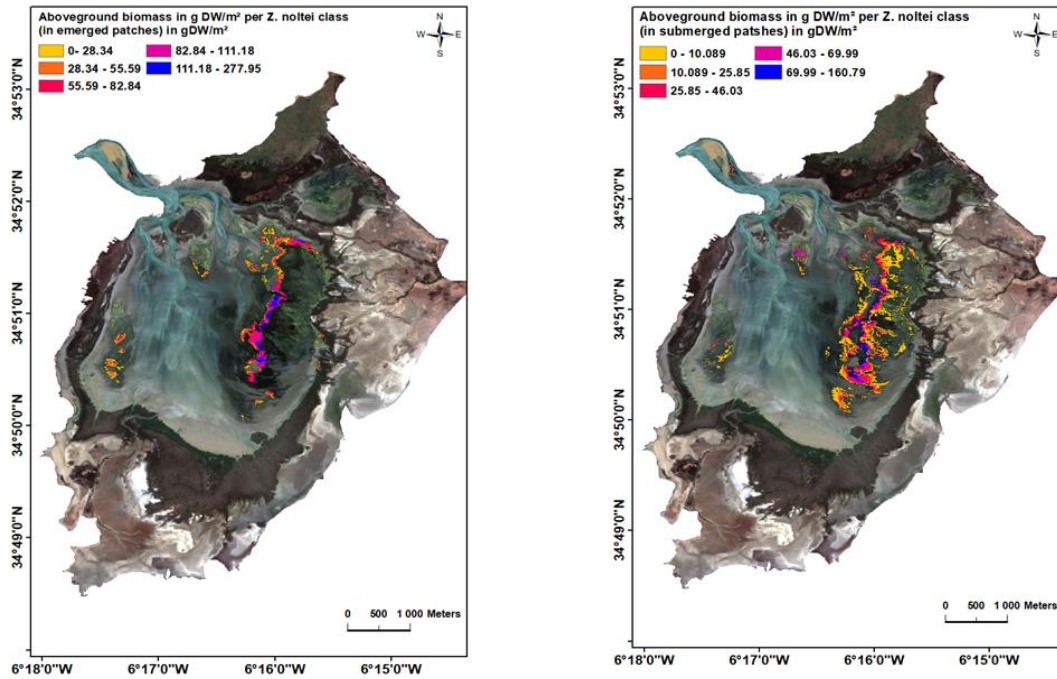 Aboveground biomass in g DW/m² per Z. noltei class
(in emerged patches) in gDW/m²
0- 28.34
28.34 - 55.59
55.59 - 82.84
82.84 - 111.18
111.18 - 277.95
N
W E
S
34°53'0"N
34°52'0"N
34°51'0"N
34°50'0"N
34°49'0"N
0 500 1 000 Meters
6°18'0"W 6°17'0"W 6°16'0"W 6°15'0"W
Aboveground biomass in g DW/m² per Z. noltei class
(in submerged patshes) in gDW/m²
0 - 10.089
10.089 - 25.85
25.85 - 46.03
46.03 - 69.99
69.99 - 160.79
N
W E
S
34°53'0"N
34°52'0"N
34°51'0"N
34°50'0"N
34°49'0"N
0 500 1 000 Meters
6°18'0"W 6°17'0"W 6°16'0"W 6°15'0"W